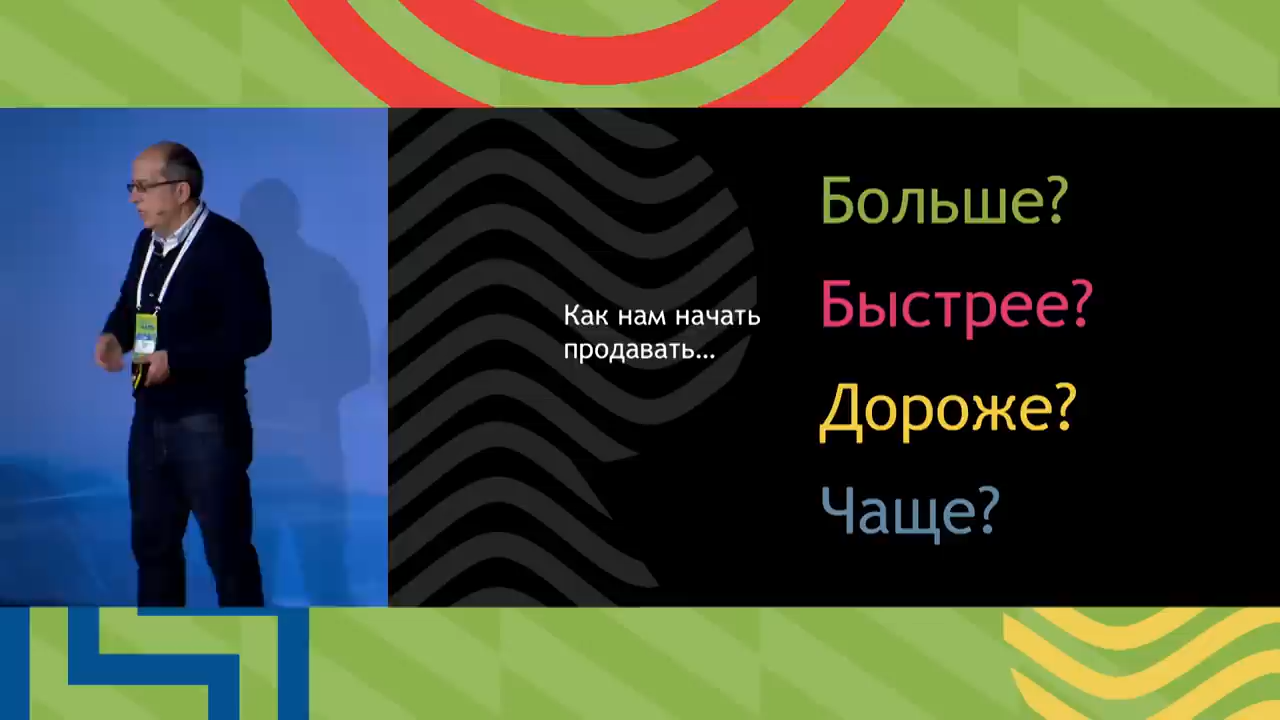 Как нам начать
продавать...
Больше?
Быстрее?
Дороже?
Чаще?